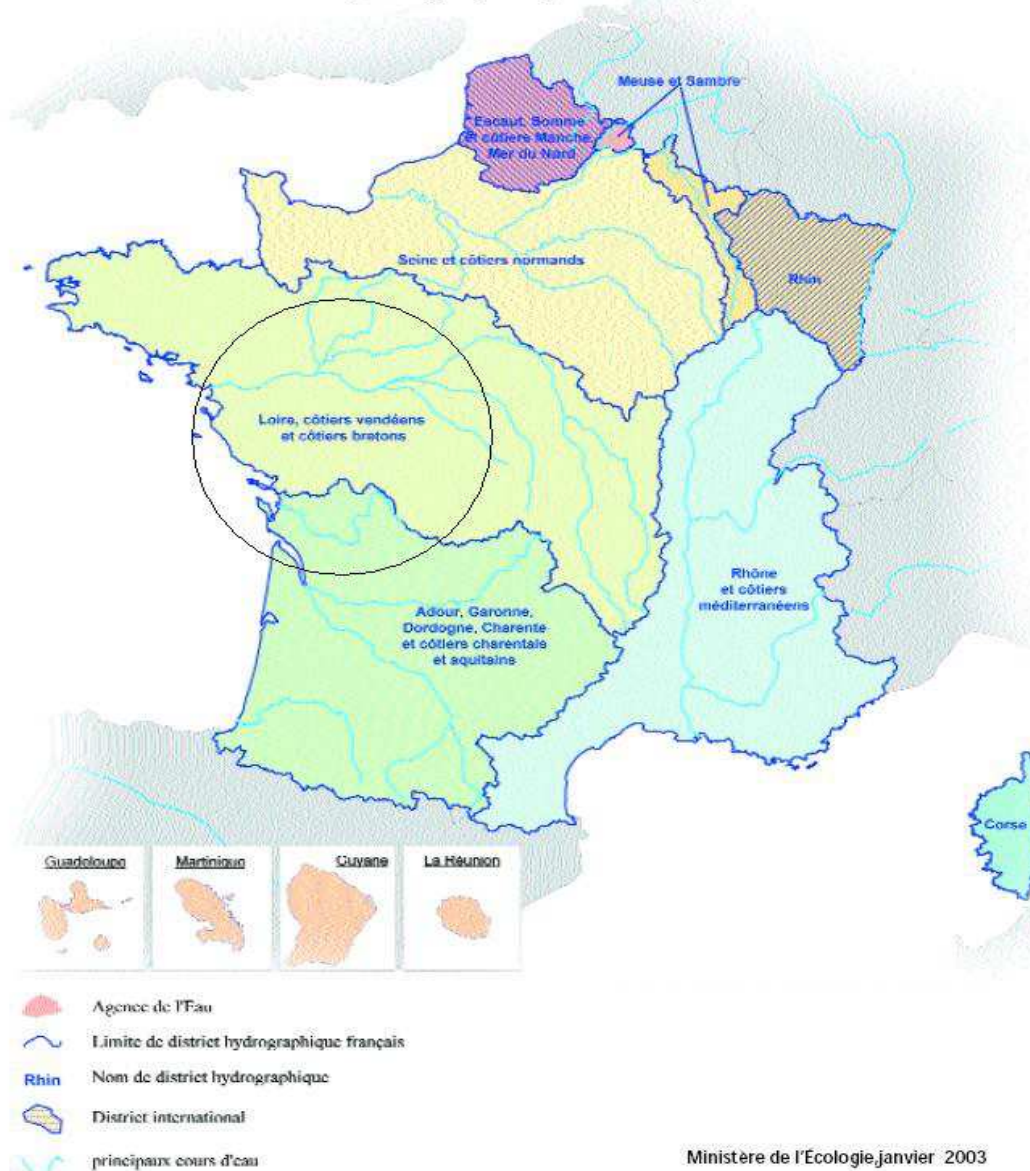 Meuse et Sambre
Escaut, Somme
et côtiers Manche
Mer du Nord
Seine et côtiers normands
Rhin
Loire, côtiers vendéens
et côtiers bretons
Rhône
et côtiers
méditerranéens
Adour, Garonne,
Dordogne, Charente
et côtiers charentais
et aquitains
Corse
Guadeloupe
Martinique
Guyane
La Réunion
Agence de l'Eau
Limite de district hydrographique français
Rhin Nom de district hydrographique
District international
principaux cours d'eau
Ministère de l'Écologie,janvier 2003